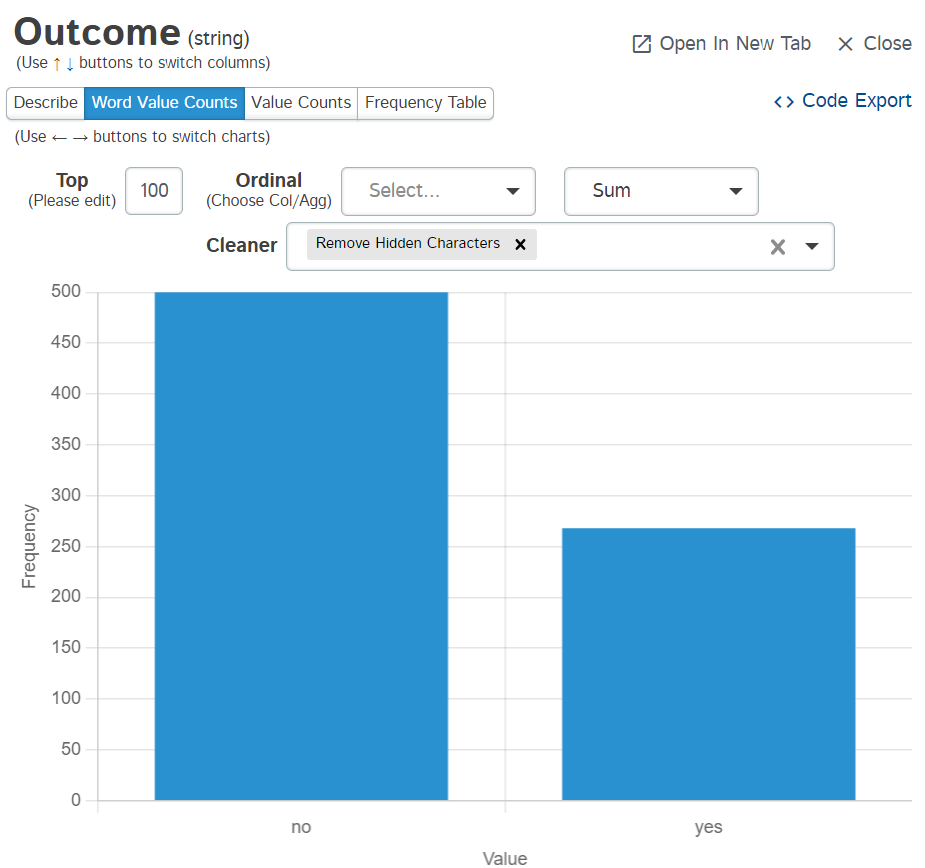 Outcome (string)
(Use ↑ ↓ buttons to switch columns)
Open In New Tab
Close
Describe
Word Value Counts
Value Counts
Frequency Table
Code Export
(Use ← → buttons to switch charts)
Top
(Please edit)
100
Ordinal
(Choose Col/Agg)
Select...
Sum
Cleaner
Remove Hidden Characters
500
450
400
350
300
250
200
150
100
50
0
Frequency
no
yes
Value